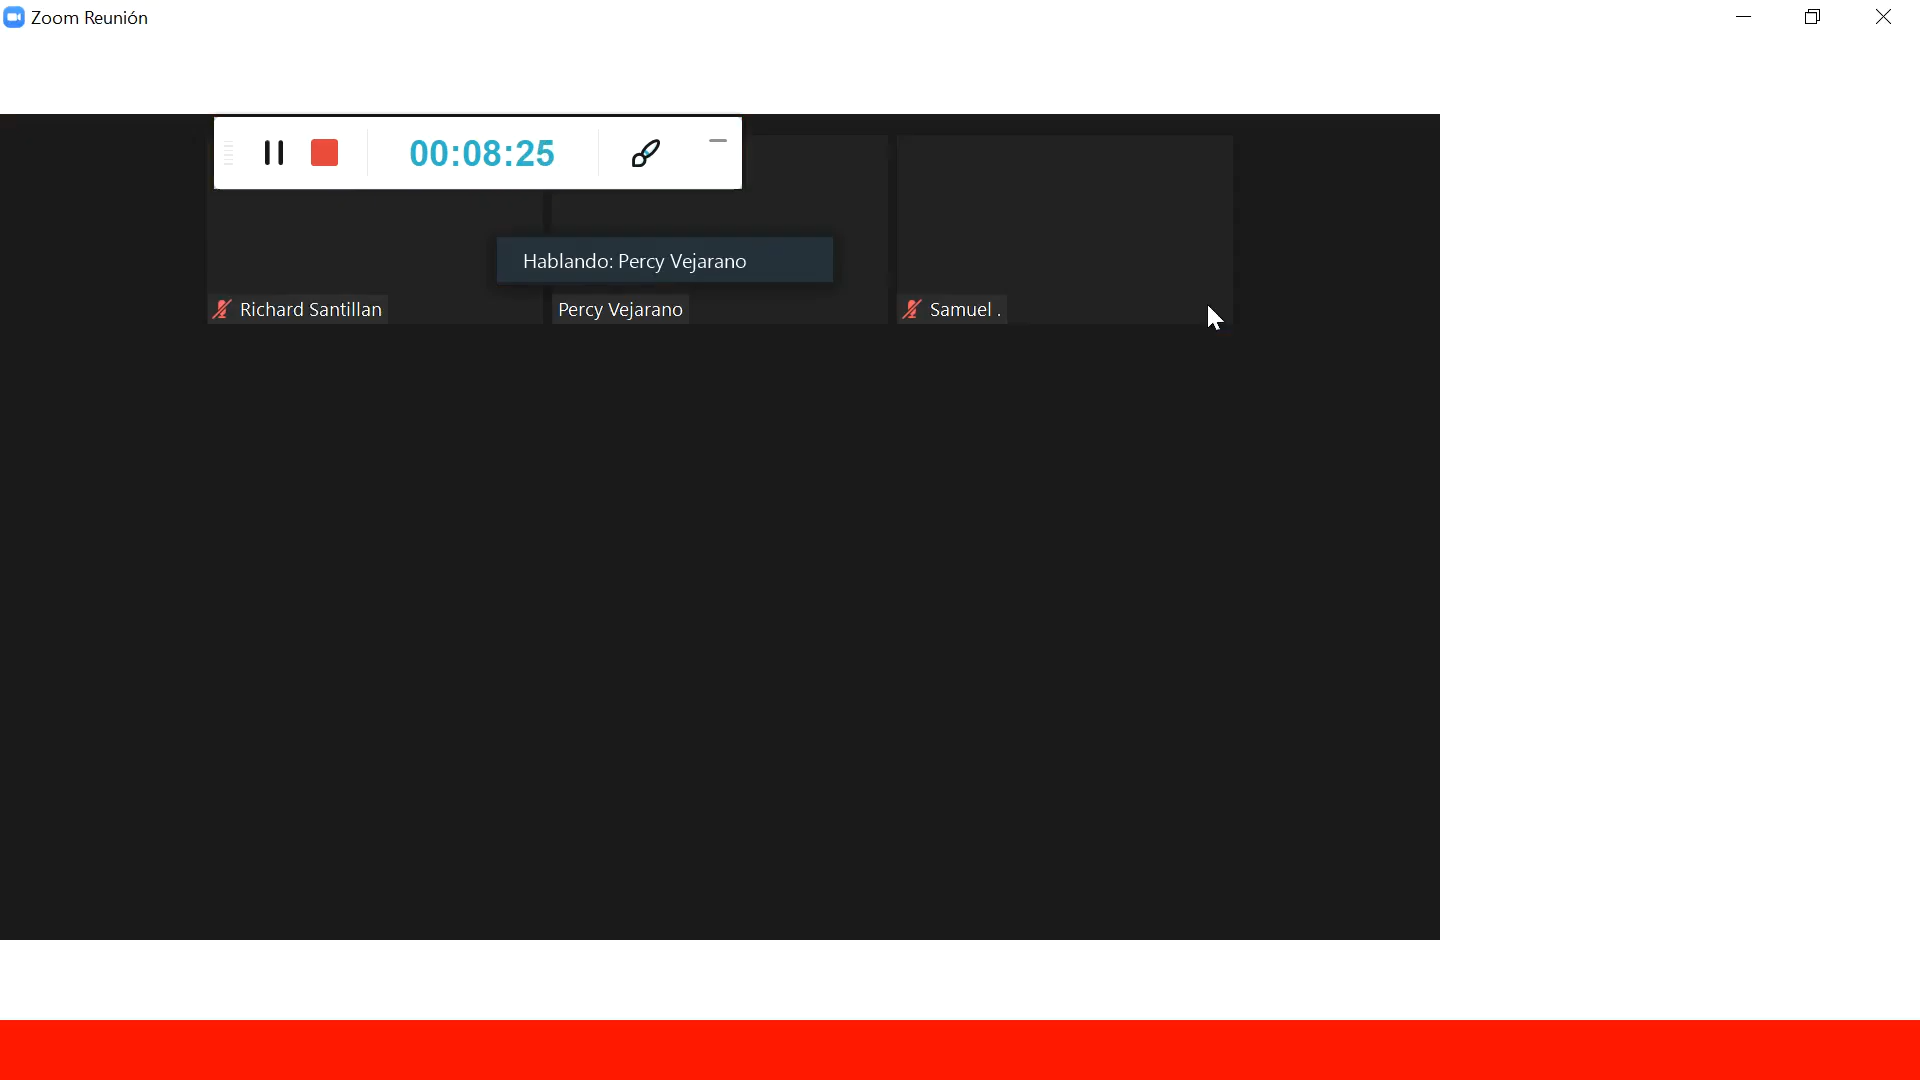 Zoom Reunión
00:08:25
Hablando: Percy Vejarano
Richard Santillan
Percy Vejarano
Samuel .